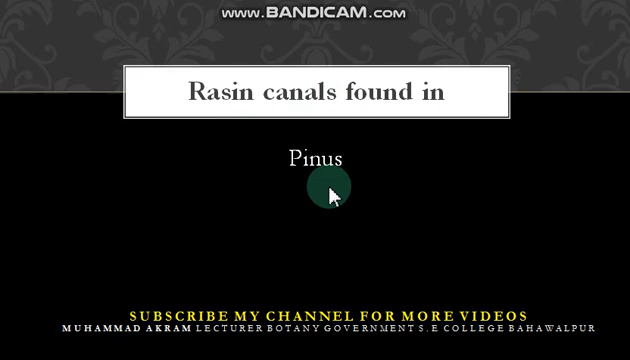 www.BANDICAM.com
Rasin canals found in
Pinus
SUBSCRIBE MY CHANNEL FOR MORE VIDEOS
MUHAMMAD AKRAM LECTURER BOTANY GOVERNMENT S.E COLLEGE BAHAWALPUR